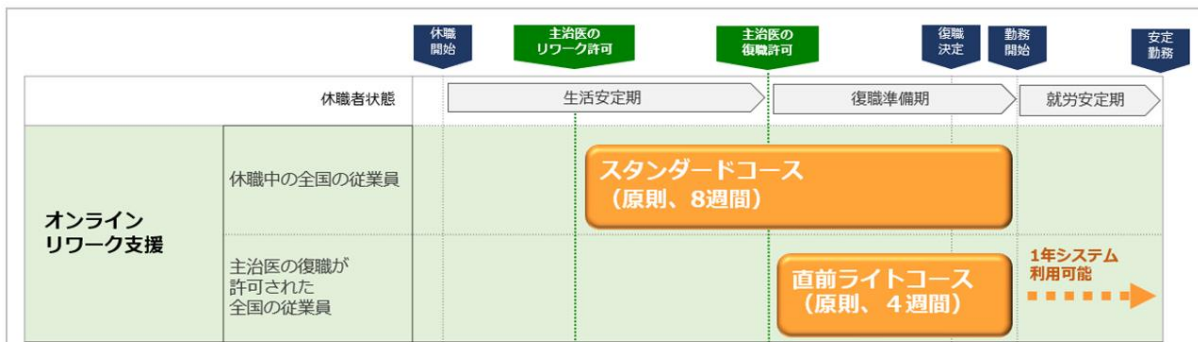 休職
開始
主治医の
リワーク許可
主治医の
復職許可
復職
決定
勤務
開始
安定
勤務
休職者状態
生活安定期
復職準備期
就労安定期
オンライン
リワーク支援
休職中の全国の従業員
スタンダードコース
（原則、8週間）
主治医の復職が
許可された
全国の従業員
直前ライトコース
（原則、４週間）
1年システム
利用可能